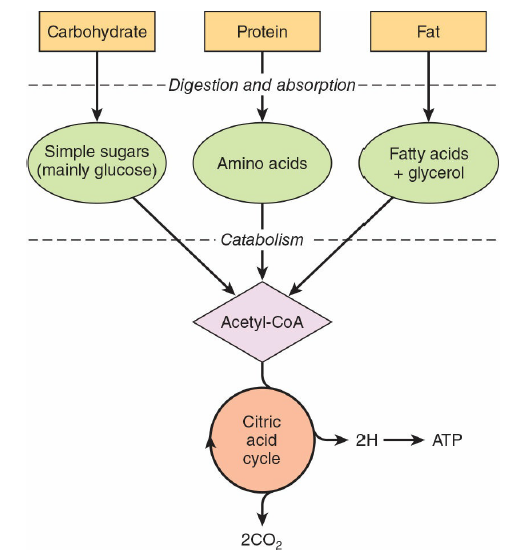 Carbohydrate
Protein
Fat
Digestion and absorption
Simple sugars
(mainly glucose)
Amino acids
Fatty acids
+ glycerol
Catabolism
Acetyl-CoA
Citric
acid
cycle
2H
ATP
2CO₂